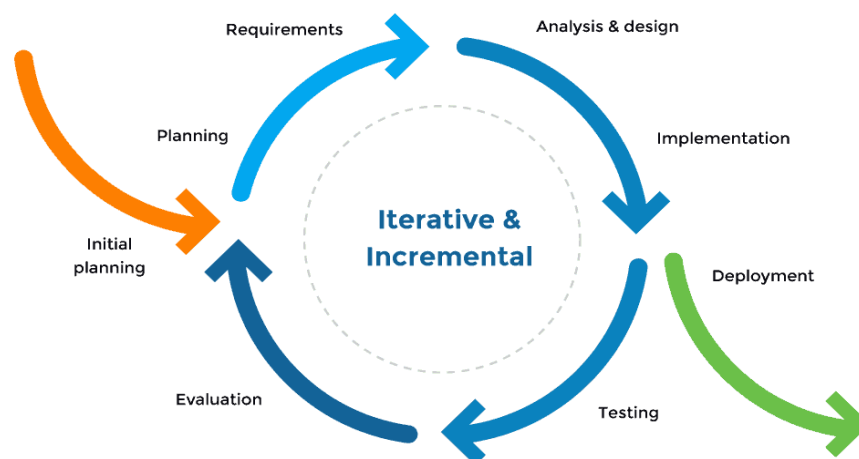 Requirements
Analysis & design
Planning
Implementation
Iterative &
Incremental
Initial
planning
Deployment
Evaluation
Testing